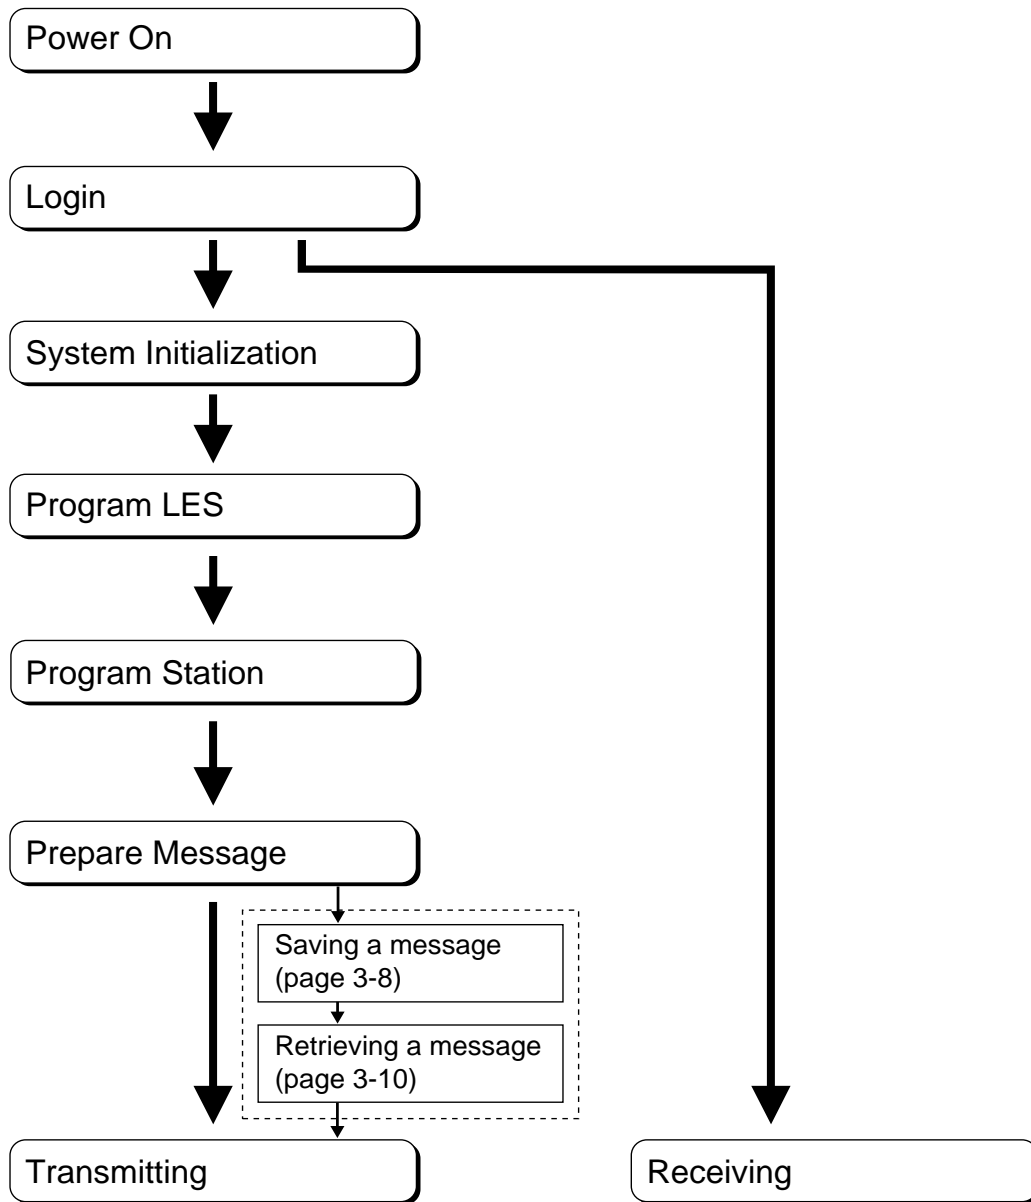 Power On
Login
System Initialization
Program LES
Program Station
Prepare Message
Saving a message
(page 3-8)
Retrieving a message
(page 3-10)
Transmitting
Receiving